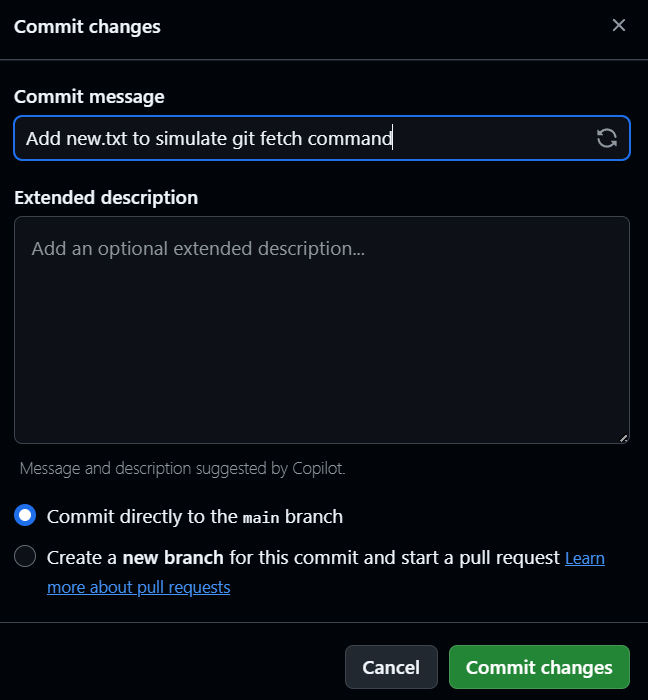 Commit changes
Commit message
Add new.txt to simulate git fetch command
Extended description
Add an optional extended description...
Message and description suggested by Copilot.
Commit directly to the main branch
Create a new branch for this commit and start a pull request Learn
more about pull requests
Cancel
Commit changes